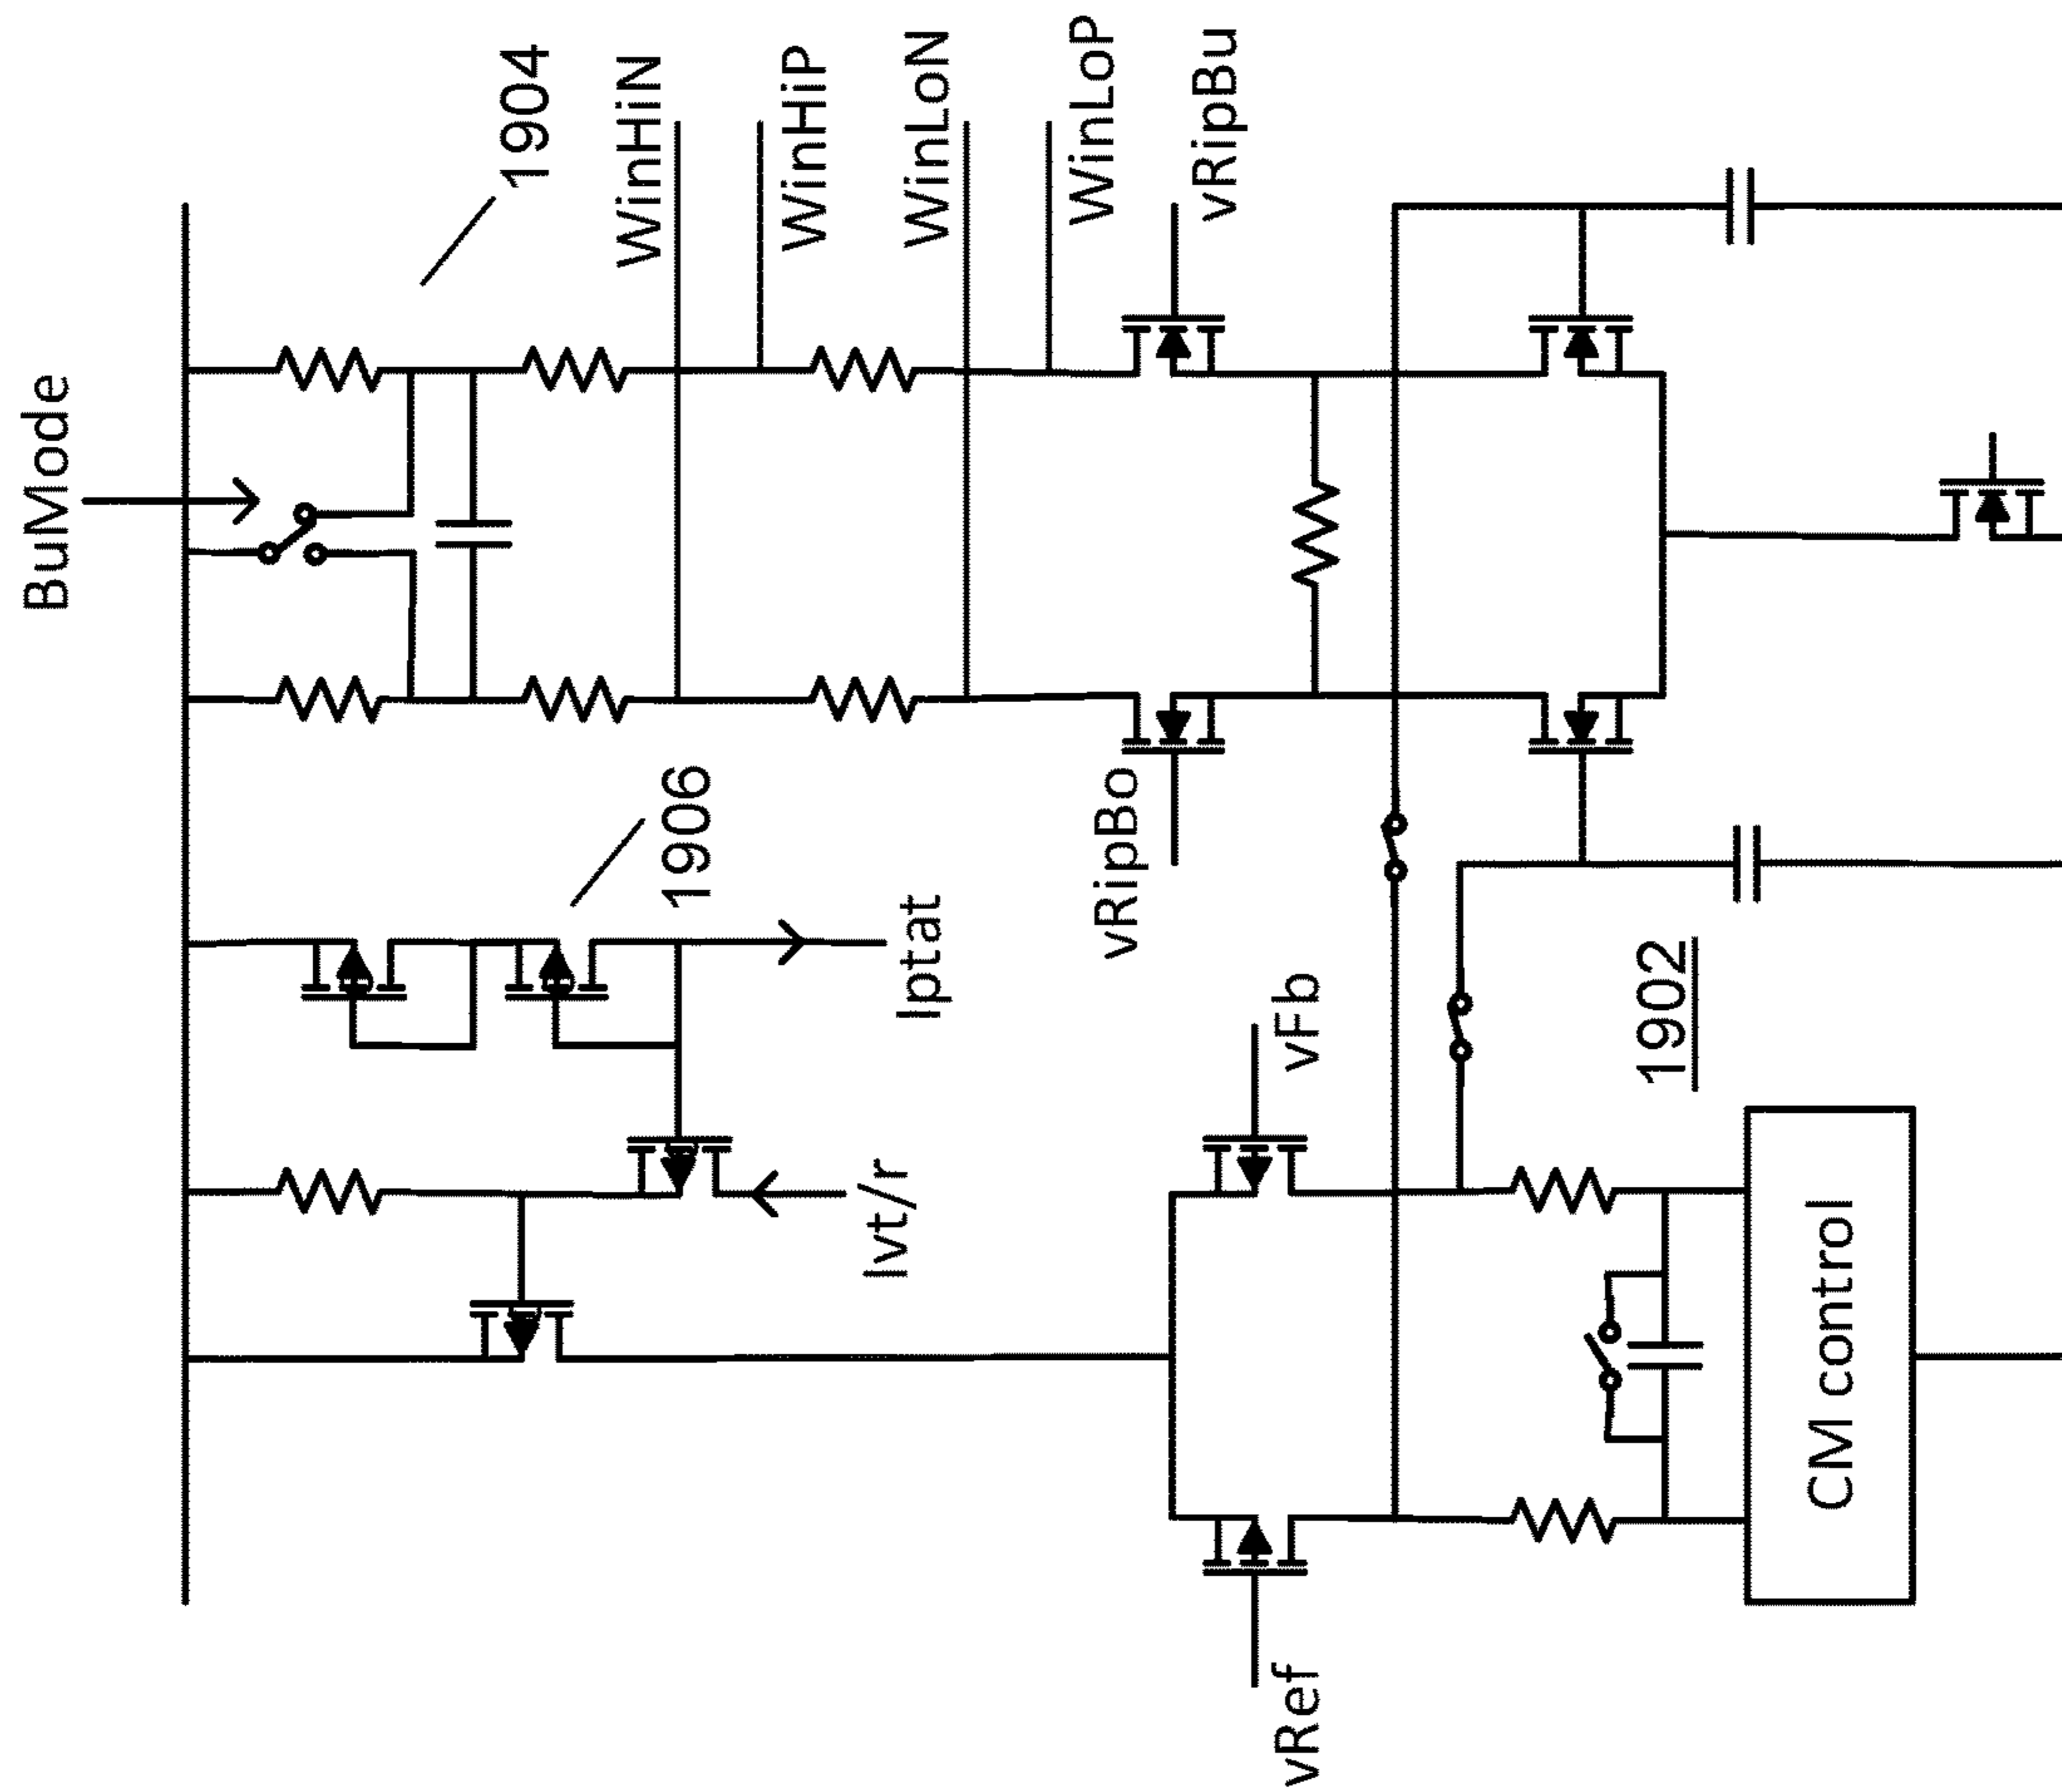 BuMode
1904
WinHiN
WinHiP
WinLoN
WinLoP
vRipBu
1906
Iptat
Ivt/r
vRipBo
vFb
vRef
1902
CM control